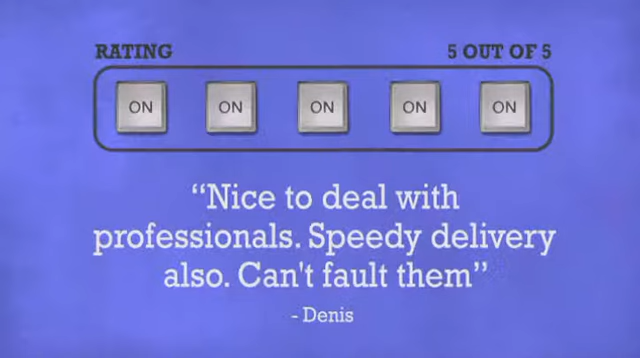 RATING 5 OUT OF 5
ON ON ON ON ON
“Nice to deal with
professionals. Speedy delivery
also. Can't fault them”
- Denis